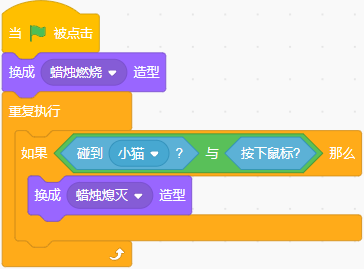 当 被点击
换成 蜡烛燃烧 造型
重复执行
如果 碰到 小猫 ? 与 按下鼠标? 那么
换成 蜡烛熄灭 造型